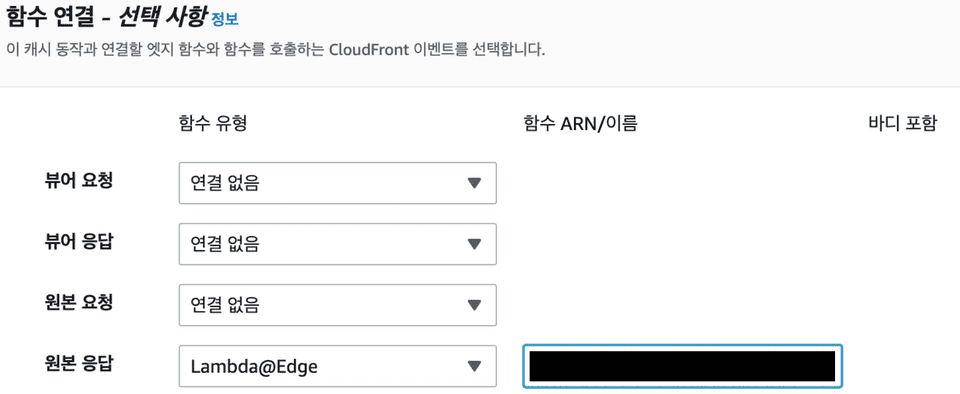 함수 연결 - 선택 사항 정보
이 캐시 동작과 연결할 엣지 함수와 함수를 호출하는 CloudFront 이벤트를 선택합니다.
함수 유형 함수 ARN/이름 바디 포함
뷰어 요청 연결 없음
뷰어 응답 연결 없음
원본 요청 연결 없음
원본 응답 Lambda@Edge